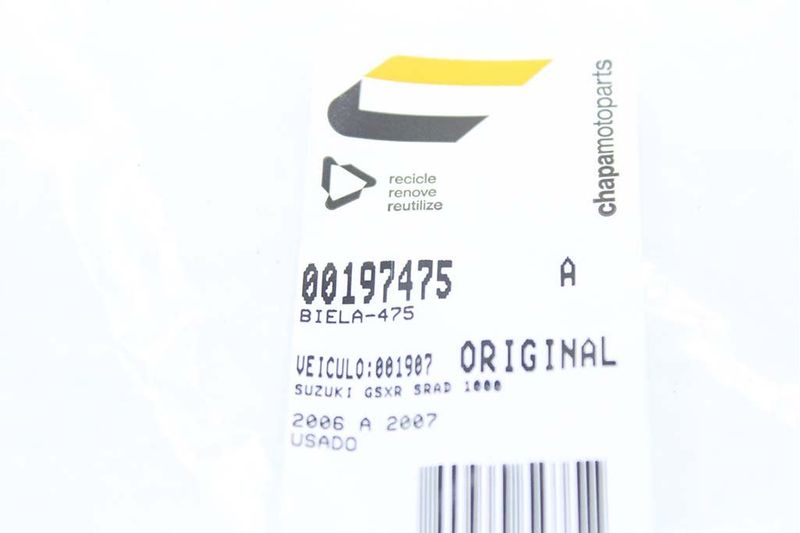 chapamotoparts
recicle
renove
reutilize
00197475 A
BIELA-475
VEICULO:001907 ORIGINAL
SUZUKI GSXR SRAD 1000
2006 A 2007
USADO